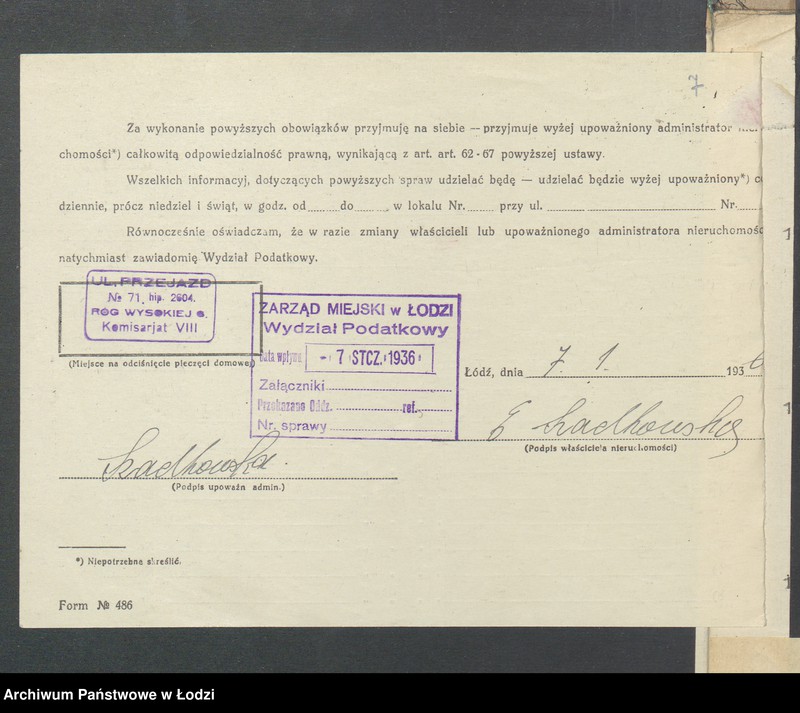 7
Za wykonanie powyższych obowiązków przyjmuję na siebie — przyjmuje wyżej upoważniony administrator
chomości*) całkowitą odpowiedzialność prawną, wynikającą z art. art. 62-67 powyższej ustawy.
Wszelkich informacyj, dotyczących powyższych spraw udzielać będę — udzielać będzie wyżej upoważniony*)
dziennie, prócz niedziel i świąt, w godz. od ........ do ........ w lokalu Nr. ....... przy ul. ........................ Nr. ......
Równocześnie oświadczam, że w razie zmiany właścicieli lub upoważnionego administratora nieruchomośc
natychmiast zawiadomię Wydział Podatkowy.
UL. PRZEJAZD
№ 71, hip. 2604.
RÓG WYSOKIEJ 6.
Komisarjat VIII
(Miejsce na odciśnięcie pieczęci domowej)
ZARZĄD MIEJSKI w ŁODZI
Wydział Podatkowy
Data wpływu - 7 STCZ. 1936
Załączniki
Przekazano Oddz. ref.
Nr. sprawy
Łódź, dnia 7. 1. 1936
Szadkowska
(Podpis właściciela nieruchomości)
Szadkowska.
(Podpis upoważn admin.)
*) Niepotrzebne skreślić.
Form № 486
Archiwum Państwowe w Łodzi